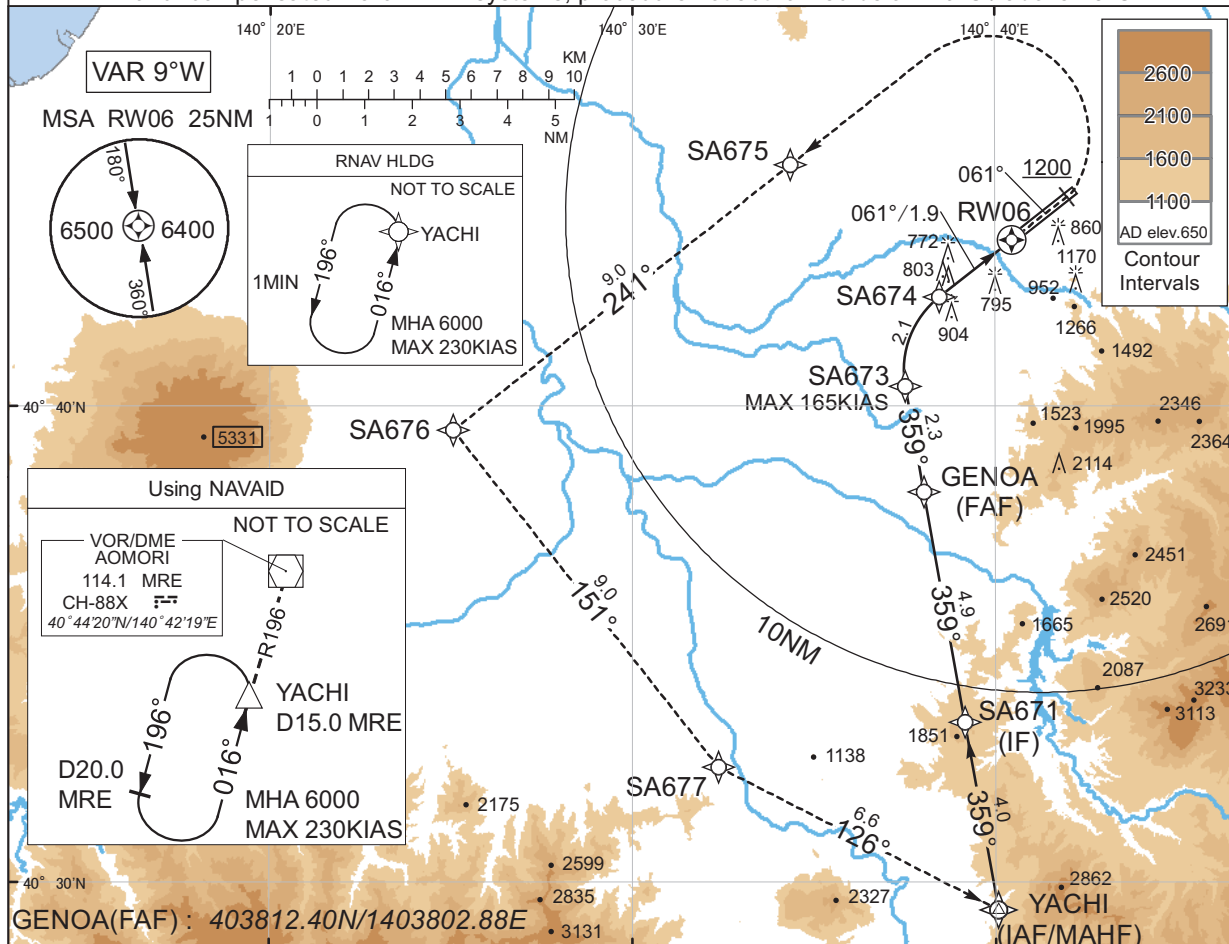 140°20'E
140°30'E
140°40'E
VAR 9°W
MSA RW06 25NM
180°
6500
6400
360°
1 0 1 2 3 4 5 6 7 8 9 10
KM
1 0 1 2 3 4 5
NM
RNAV HLDG
NOT TO SCALE
YACHI
196°
016°
1MIN
MHA 6000
MAX 230KIAS
2600
2100
1600
1100
AD elev.650
Contour
Intervals
SA675
061°
1200
RW06
061°/1.9
772
860
803
1170
SA674
952
795
904
1266
9.0
241°
2.1
1492
SA673
MAX 165KIAS
40°40'N
SA676
5331
2.3
359°
1523
1995
2346
2364
2114
GENOA
(FAF)
Using NAVAID
NOT TO SCALE
VOR/DME
AOMORI
114.1 MRE
CH-88X
40°44'20"N/140°42'19"E
R196
YACHI
D15.0 MRE
196°
016°
D20.0
MRE
MHA 6000
MAX 230KIAS
9.0
151°
10NM
4.9
359°
2451
2520
2691
1665
2087
3233
3113
SA671
(IF)
1851
1138
SA677
2175
6.6
126°
4.0
359°
2599
2835
3131
2327
2862
40°30'N
YACHI
(IAF/MAHF)
GENOA(FAF) : 403812.40N/1403802.88E